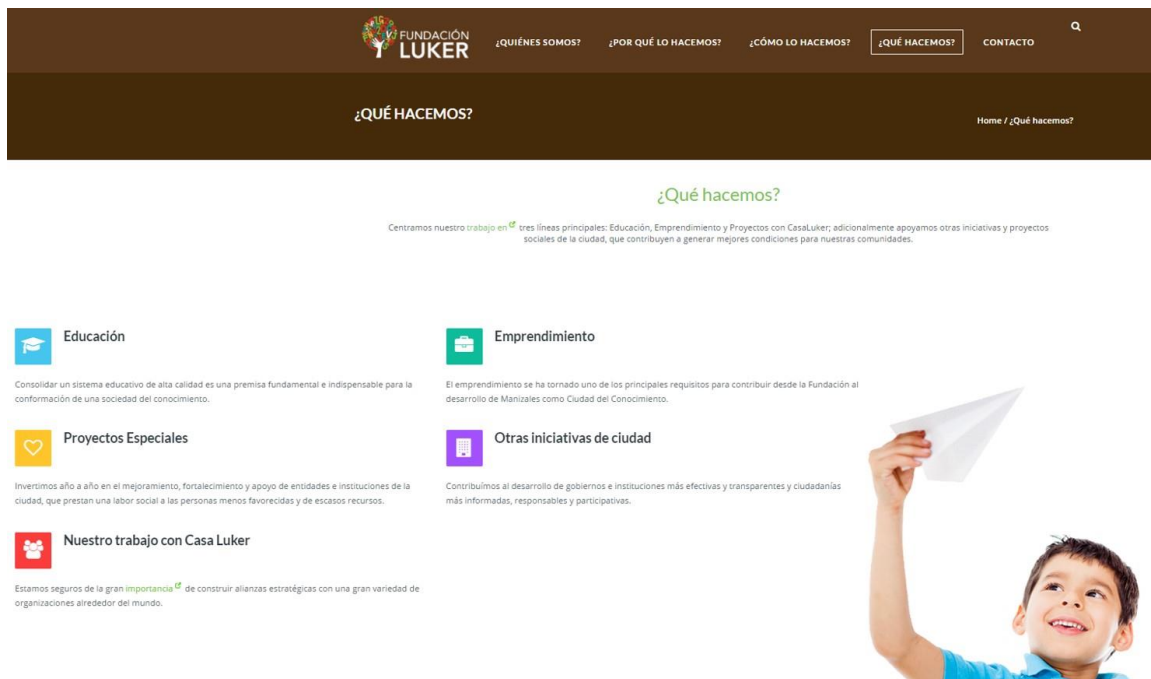 FUNDACIÓN
LUKER
¿QUIÉNES SOMOS?
¿POR QUÉ LO HACEMOS?
¿CÓMO LO HACEMOS?
¿QUÉ HACEMOS?
CONTACTO
¿QUÉ HACEMOS?
Home / ¿Qué hacemos?
¿Qué hacemos?
Centramos nuestro trabajo en tres líneas principales: Educación, Emprendimiento y Proyectos con CasaLuker; adicionalmente apoyamos otras iniciativas y proyectos
sociales de la ciudad, que contribuyen a generar mejores condiciones para nuestras comunidades.
Educación
Consolidar un sistema educativo de alta calidad es una premisa fundamental e indispensable para la
conformación de una sociedad del conocimiento.
Emprendimiento
El emprendimiento se ha tornado uno de los principales requisitos para contribuir desde la Fundación al
desarrollo de Manizales como Ciudad del Conocimiento.
Proyectos Especiales
Invertimos año a año en el mejoramiento, fortalecimiento y apoyo de entidades e instituciones de la
ciudad, que prestan una labor social a las personas menos favorecidas y de escasos recursos.
Otras iniciativas de ciudad
Contribuímos al desarrollo de gobiernos e instituciones más efectivas y transparentes y ciudadanías
más informadas, responsables y participativas.
Nuestro trabajo con Casa Luker
Estamos seguros de la gran importancia de construir alianzas estratégicas con una gran variedad de
organizaciones alrededor del mundo.